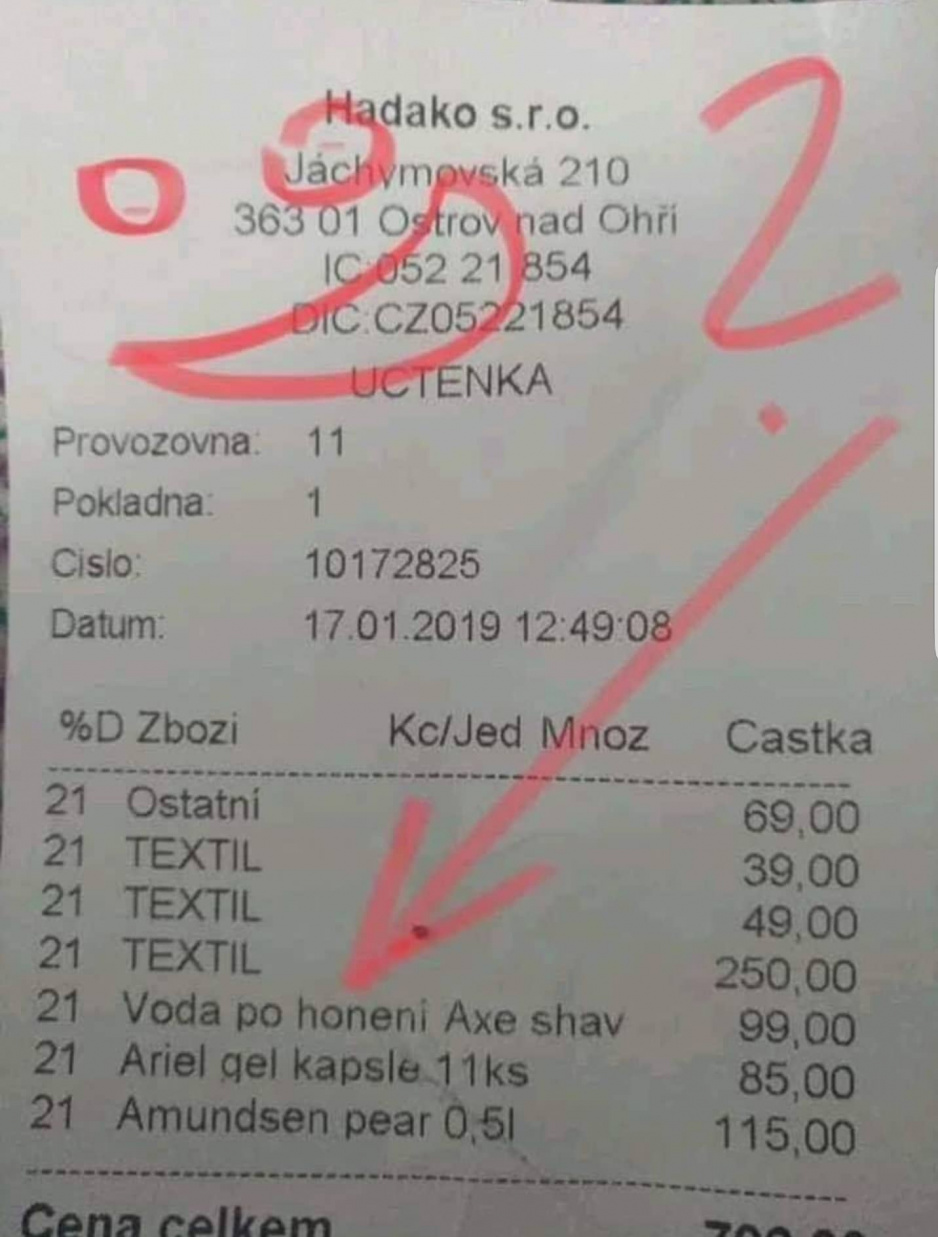 Hadako s.r.o.
Jáchymovská 210
363 01 Ostrov nad Ohří
IC:052 21 854
DIC:CZ05221854
UCTENKA
Provozovna: 11
Pokladna: 1
Cislo: 10172825
Datum: 17.01.2019 12:49:08
%D Zbozi Kc/Jed Mnoz Castka
21 Ostatní 69,00
21 TEXTIL 39,00
21 TEXTIL 49,00
21 TEXTIL 250,00
21 Voda po honeni Axe shav 99,00
21 Ariel gel kapsle 11ks 85,00
21 Amundsen pear 0,5l 115,00
Cena celkem
?